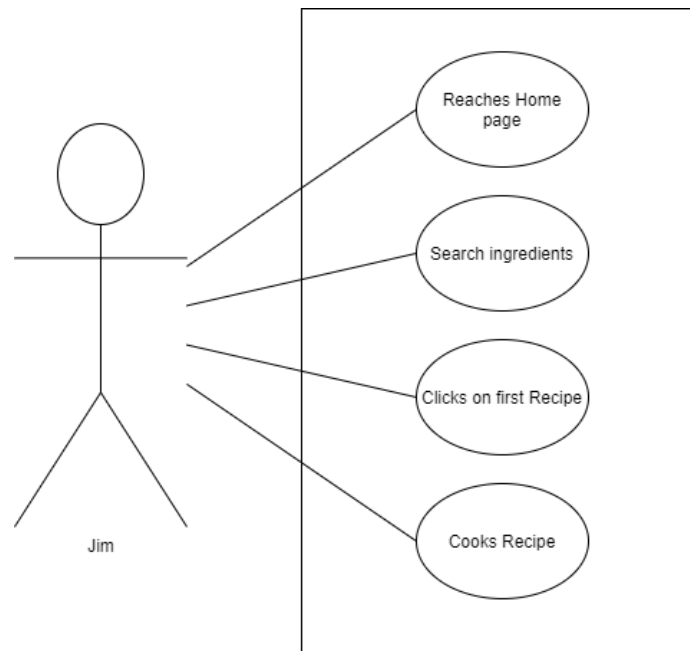 Reaches Home
page
Search ingredients
Clicks on first Recipe
Cooks Recipe
Jim